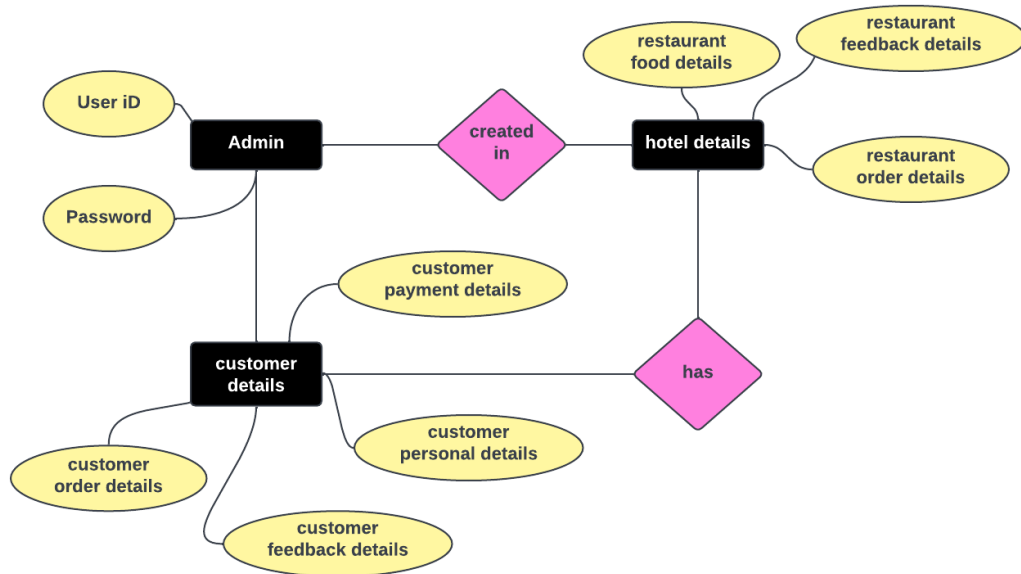 restaurant
feedback details
restaurant
food details
User iD
created
in
Admin
hotel details
restaurant
order details
Password
customer
payment details
customer
details
has
customer
personal details
customer
order details
customer
feedback details